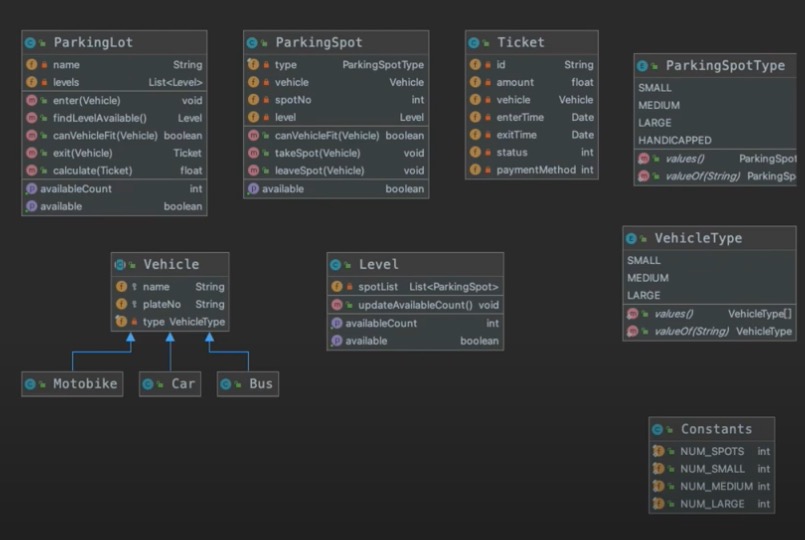 ParkingLot
name String
levels List<Level>
enter(Vehicle) void
findLevelAvailable() Level
canVehicleFit(Vehicle) boolean
exit(Vehicle) Ticket
calculate(Ticket) float
availableCount int
available boolean
ParkingSpot
type ParkingSpotType
vehicle Vehicle
spotNo int
level Level
canVehicleFit(Vehicle) boolean
takeSpot(Vehicle) void
leaveSpot(Vehicle) void
available boolean
Ticket
id String
amount float
vehicle Vehicle
enterTime Date
exitTime Date
status int
paymentMethod int
ParkingSpotType
SMALL
MEDIUM
LARGE
HANDICAPPED
values() ParkingSpot
valueOf(String) ParkingSp
Vehicle
name String
plateNo String
type VehicleType
Level
spotList List<ParkingSpot>
updateAvailableCount() void
availableCount int
available boolean
VehicleType
SMALL
MEDIUM
LARGE
values() VehicleType[]
valueOf(String) VehicleType
Motobike
Car
Bus
Constants
NUM_SPOTS int
NUM_SMALL int
NUM_MEDIUM int
NUM_LARGE int